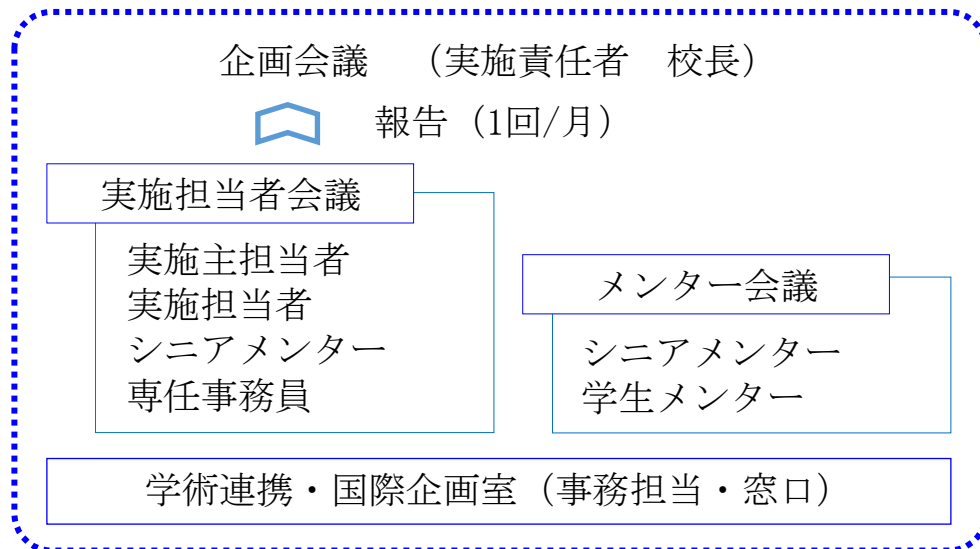 企画会議　（実施責任者　校長）
報告（1回/月）
実施担当者会議
実施主担当者
実施担当者
シニアメンター
専任事務員
メンター会議
シニアメンター
学生メンター
学術連携・国際企画室（事務担当・窓口）